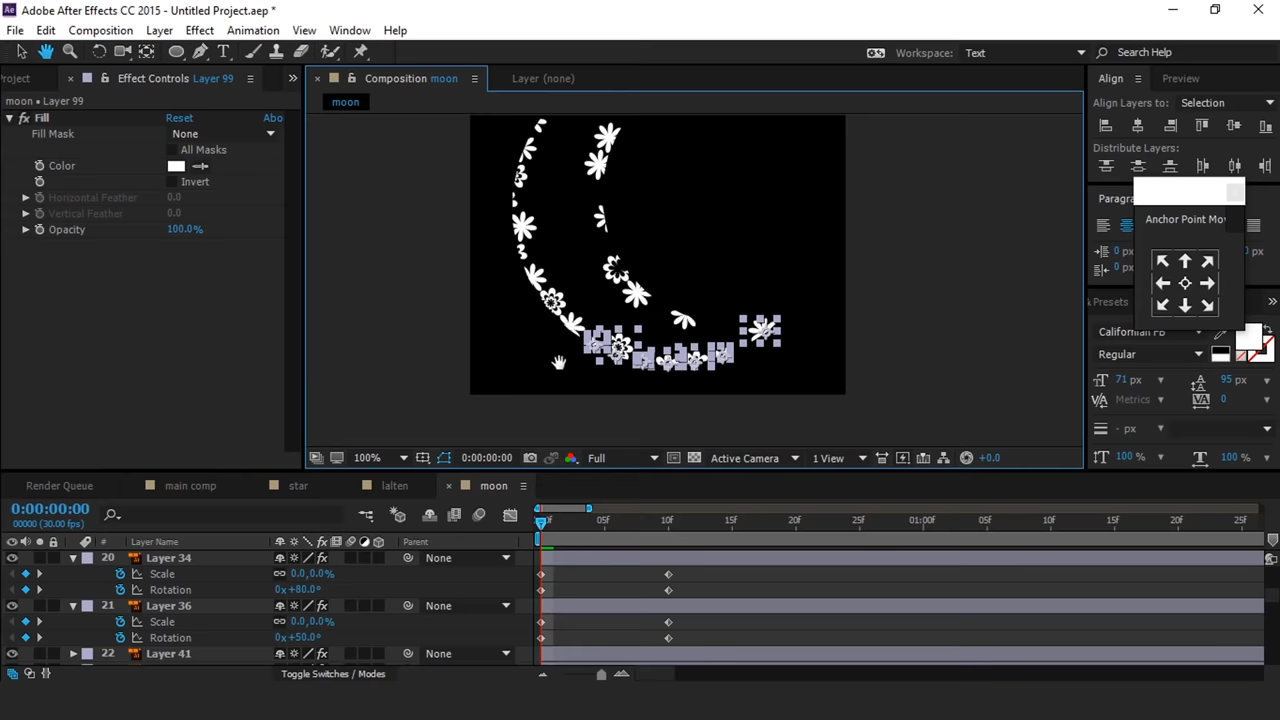 Ae Adobe After Effects CC 2015 - Untitled Project.aep *
File Edit Composition Layer Effect Animation View Window Help
Workspace: Text Search Help
Project Effect Controls Layer 99 Composition moon Layer (none) Align Preview
moon • Layer 99
moon
Align Layers to: Selection
fx Fill Reset Abo
Fill Mask None
All Masks
Distribute Layers:
Color
Invert
Horizontal Feather 0.0
Vertical Feather 0.0
Opacity 100.0%
Paragra
Anchor Point Mov
0 px
0 p
& Presets
Californian FB
Regular
71 px 95 px
Metrics 0
- px
100 % 100 %
100% 0:00:00:00 Full Active Camera 1 View +0.0
Render Queue main comp star lalten moon
0:00:00:00
00000 (30.00 fps)
05f 10f 15f 20f 25f 01:00f 05f 10f 15f 20f 25f
# Layer Name Parent
20 Layer 34 None
Scale 0.0,0.0%
Rotation 0x+80.0°
21 Layer 36 None
Scale 0.0,0.0%
Rotation 0x+50.0°
22 Layer 41 None
Toggle Switches / Modes